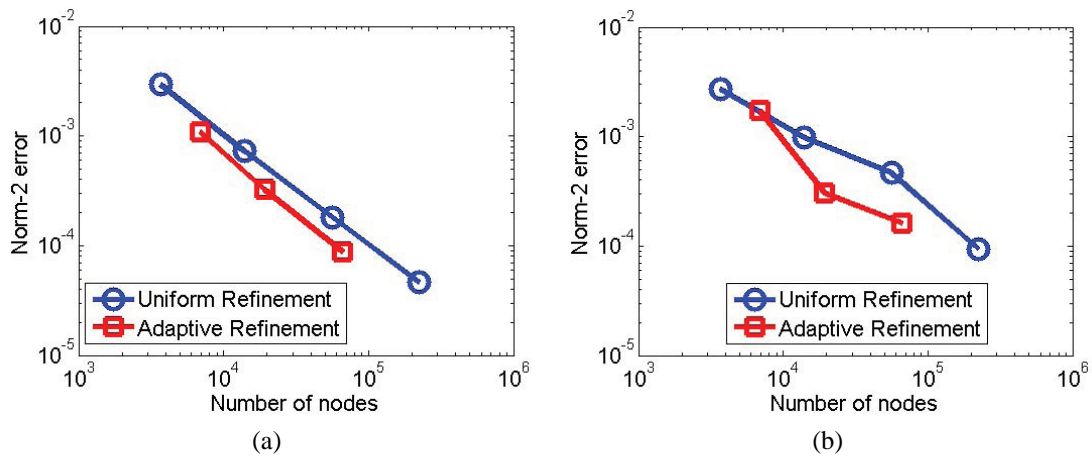 10^-2
10^-3
10^-4
10^-5
Norm-2 error
Uniform Refinement
Adaptive Refinement
10^3
10^4
10^5
10^6
Number of nodes
(a)
10^-2
10^-3
10^-4
10^-5
Norm-2 error
Uniform Refinement
Adaptive Refinement
10^3
10^4
10^5
10^6
Number of nodes
(b)